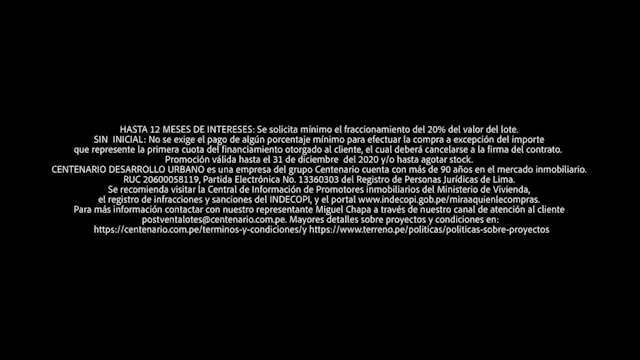 HASTA 12 MESES DE INTERESES: Se solicita mínimo el fraccionamiento del 20% del valor del lote.
SIN INICIAL: No se exige el pago de algún porcentaje mínimo para efectuar la compra a excepción del importe
que represente la primera cuota del financiamiento otorgado al cliente, el cual deberá cancelarse a la firma del contrato.
Promoción válida hasta el 31 de diciembre del 2020 y/o hasta agotar stock.
CENTENARIO DESARROLLO URBANO es una empresa del grupo Centenario cuenta con más de 90 años en el mercado inmobiliario.
RUC 20600058119, Partida Electrónica No. 13360303 del Registro de Personas Jurídicas de Lima.
Se recomienda visitar la Central de Información de Promotores inmobiliarios del Ministerio de Vivienda,
el registro de infracciones y sanciones del INDECOPI, y el portal www.indecopi.gob.pe/miraaquienlecompras.
Para más información contactar con nuestro representante Miguel Chapa a través de nuestro canal de atención al cliente
postventalotes@centenario.com.pe. Mayores detalles sobre proyectos y condiciones en:
https://centenario.com.pe/terminos-y-condiciones/y https://www.terreno.pe/politicas/politicas-sobre-proyectos